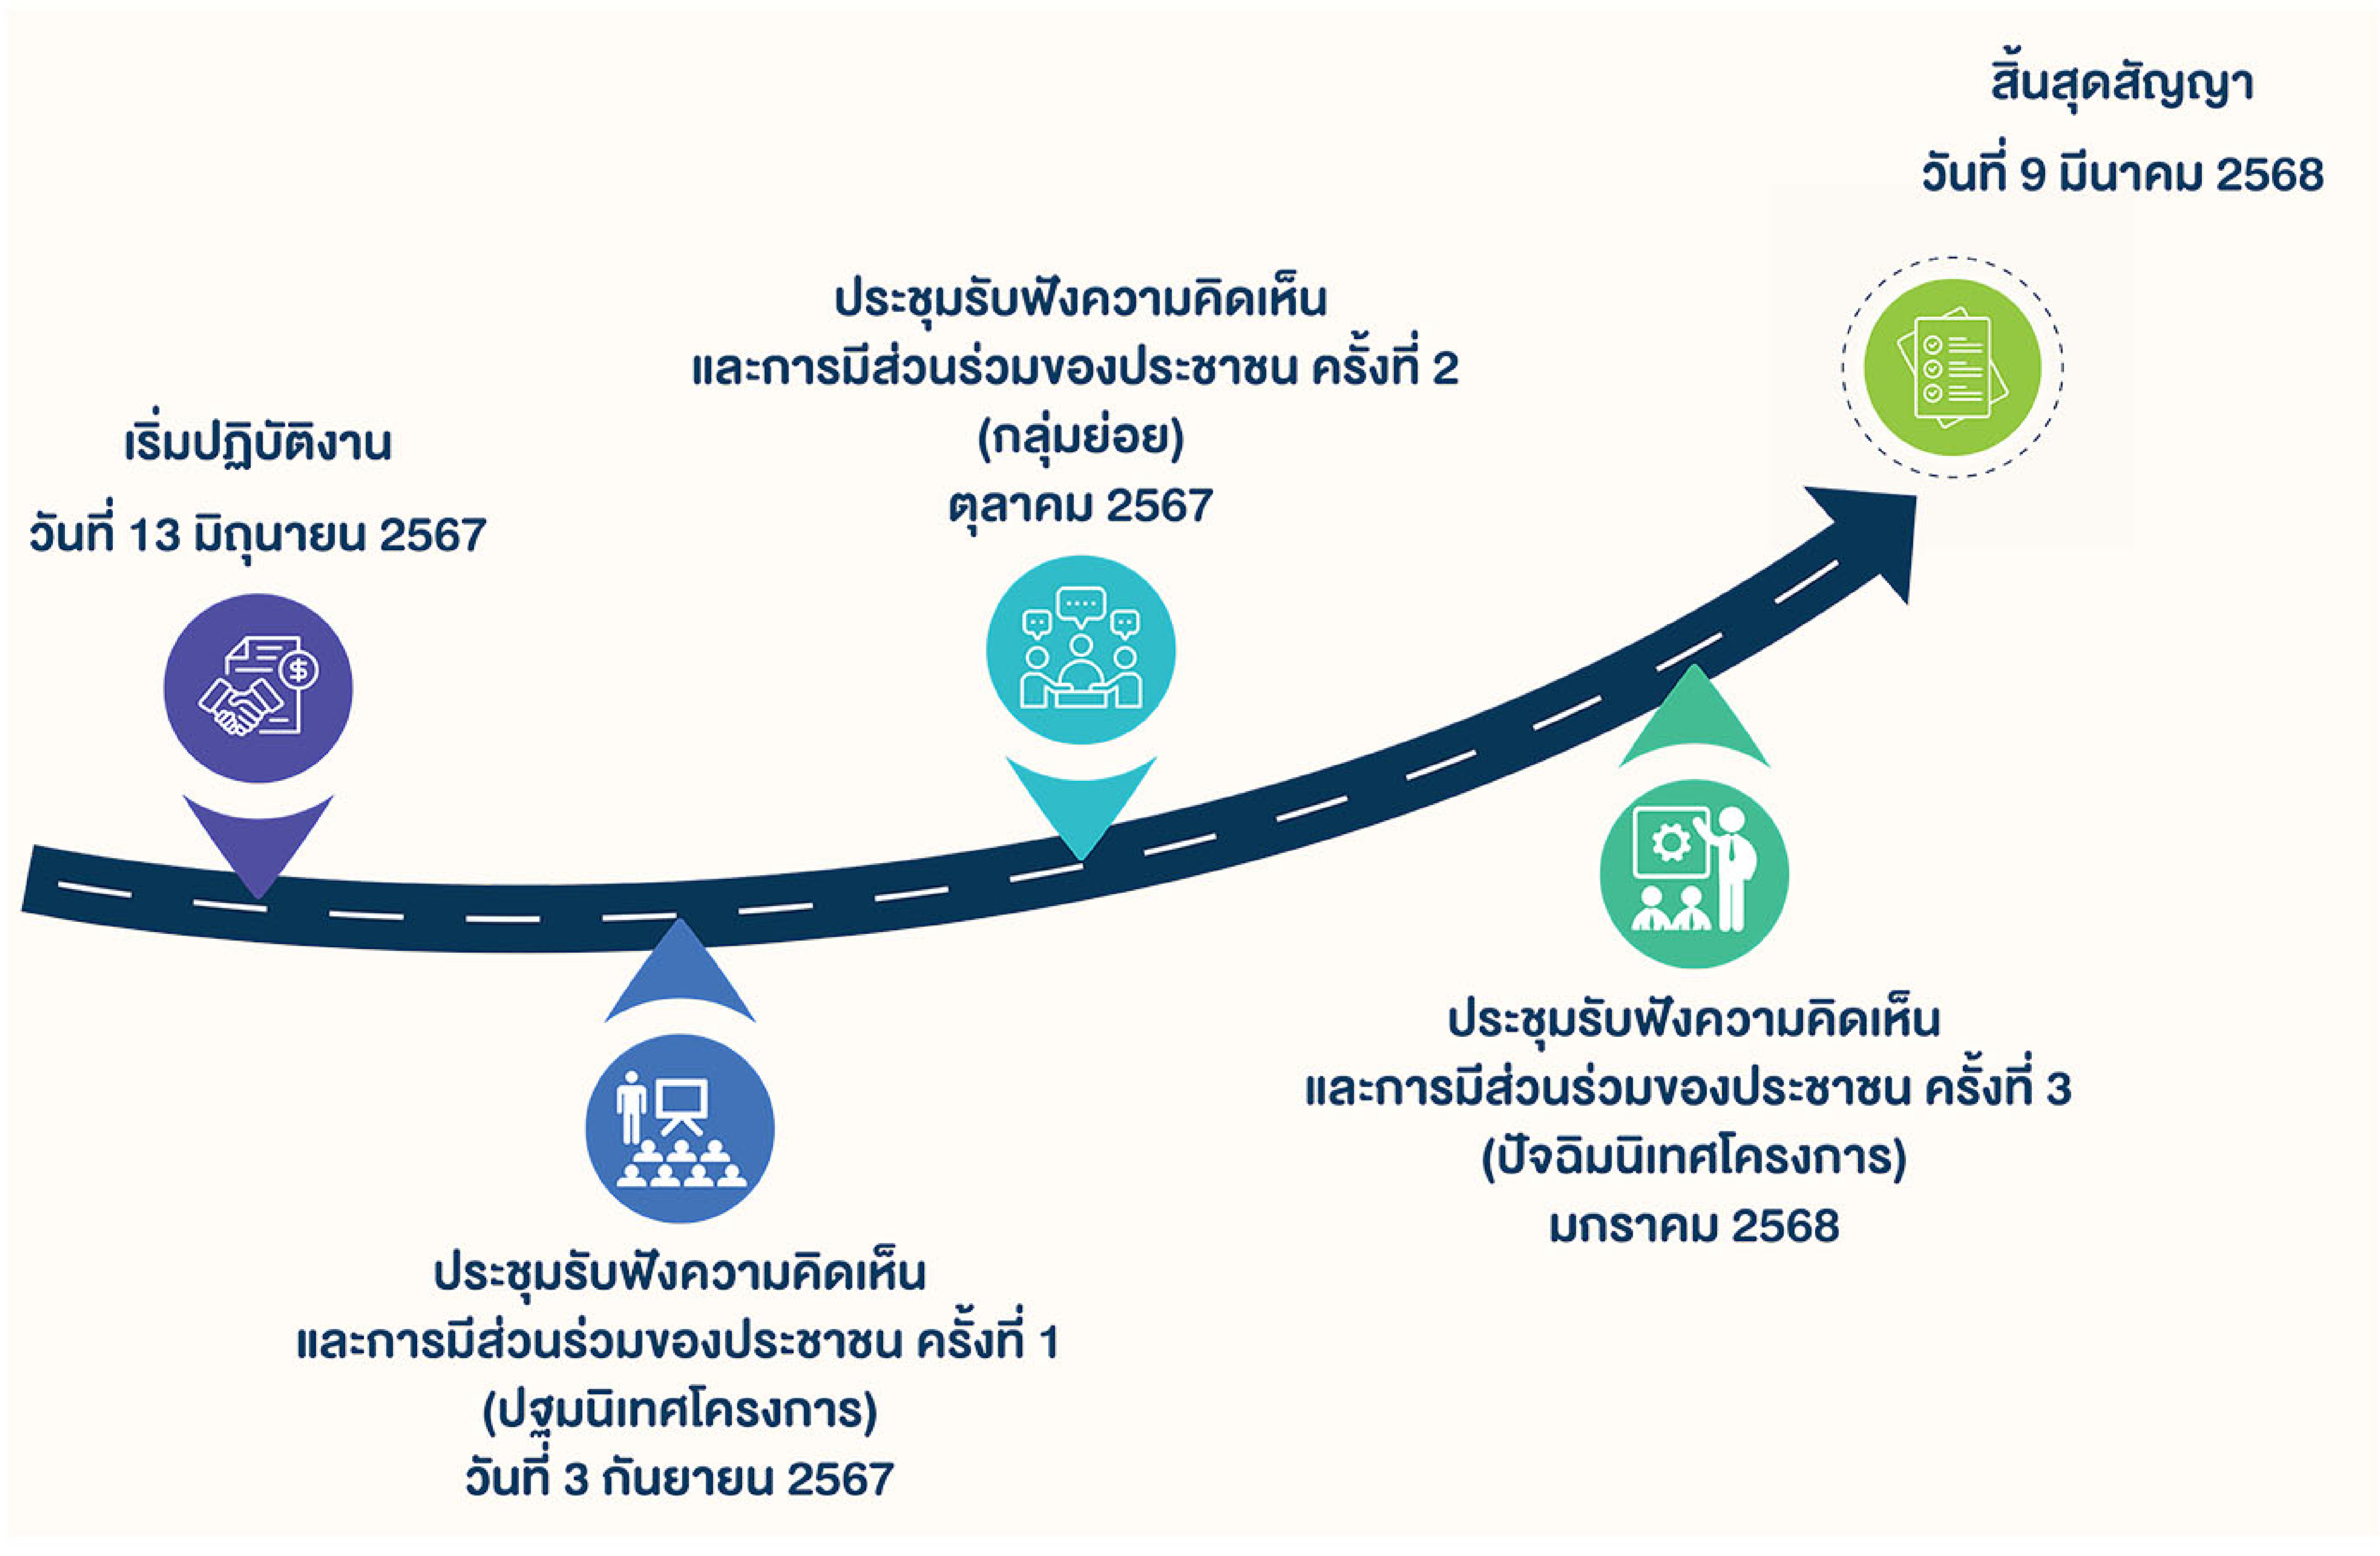 เริ่มปฏิบัติงาน
วันที่ 13 มิถุนายน 2567
ประชุมรับฟังความคิดเห็น
และการมีส่วนร่วมของประชาชน ครั้งที่ 1
(ปฐมนิเทศโครงการ)
วันที่ 3 กันยายน 2567
ประชุมรับฟังความคิดเห็น
และการมีส่วนร่วมของประชาชน ครั้งที่ 2
(กลุ่มย่อย)
ตุลาคม 2567
ประชุมรับฟังความคิดเห็น
และการมีส่วนร่วมของประชาชน ครั้งที่ 3
(ปัจฉิมนิเทศโครงการ)
มกราคม 2568
สิ้นสุดสัญญา
วันที่ 9 มีนาคม 2568